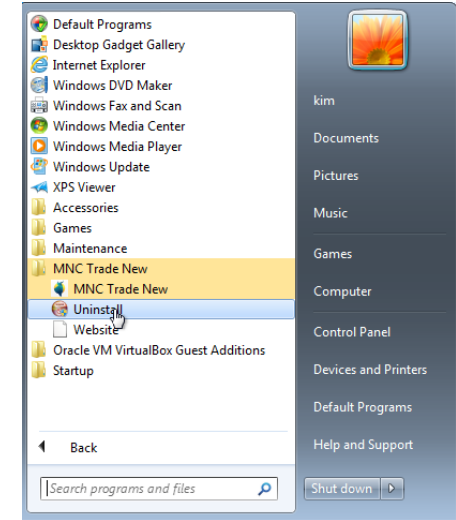 Default Programs
Desktop Gadget Gallery
Internet Explorer
Windows DVD Maker
Windows Fax and Scan
Windows Media Center
Windows Media Player
Windows Update
XPS Viewer
Accessories
Games
Maintenance
MNC Trade New
MNC Trade New
Uninstall
Website
Oracle VM VirtualBox Guest Additions
Startup
Back
Search programs and files
kim
Documents
Pictures
Music
Games
Computer
Control Panel
Devices and Printers
Default Programs
Help and Support
Shut down